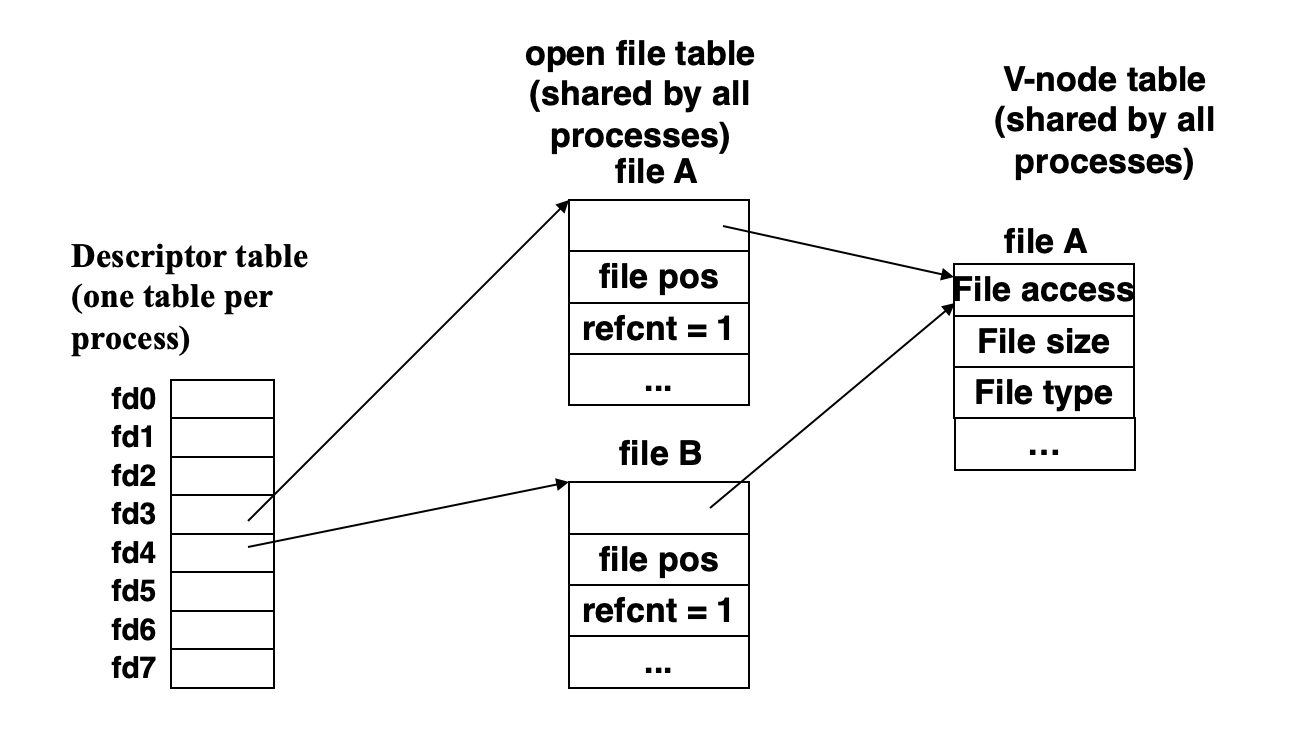 open file table
(shared by all
processes)
file A
V-node table
(shared by all
processes)
Descriptor table
(one table per
process)
fd0
fd1
fd2
fd3
fd4
fd5
fd6
fd7
file pos
refcnt = 1
...
file B
file pos
refcnt = 1
...
file A
File access
File size
File type
...